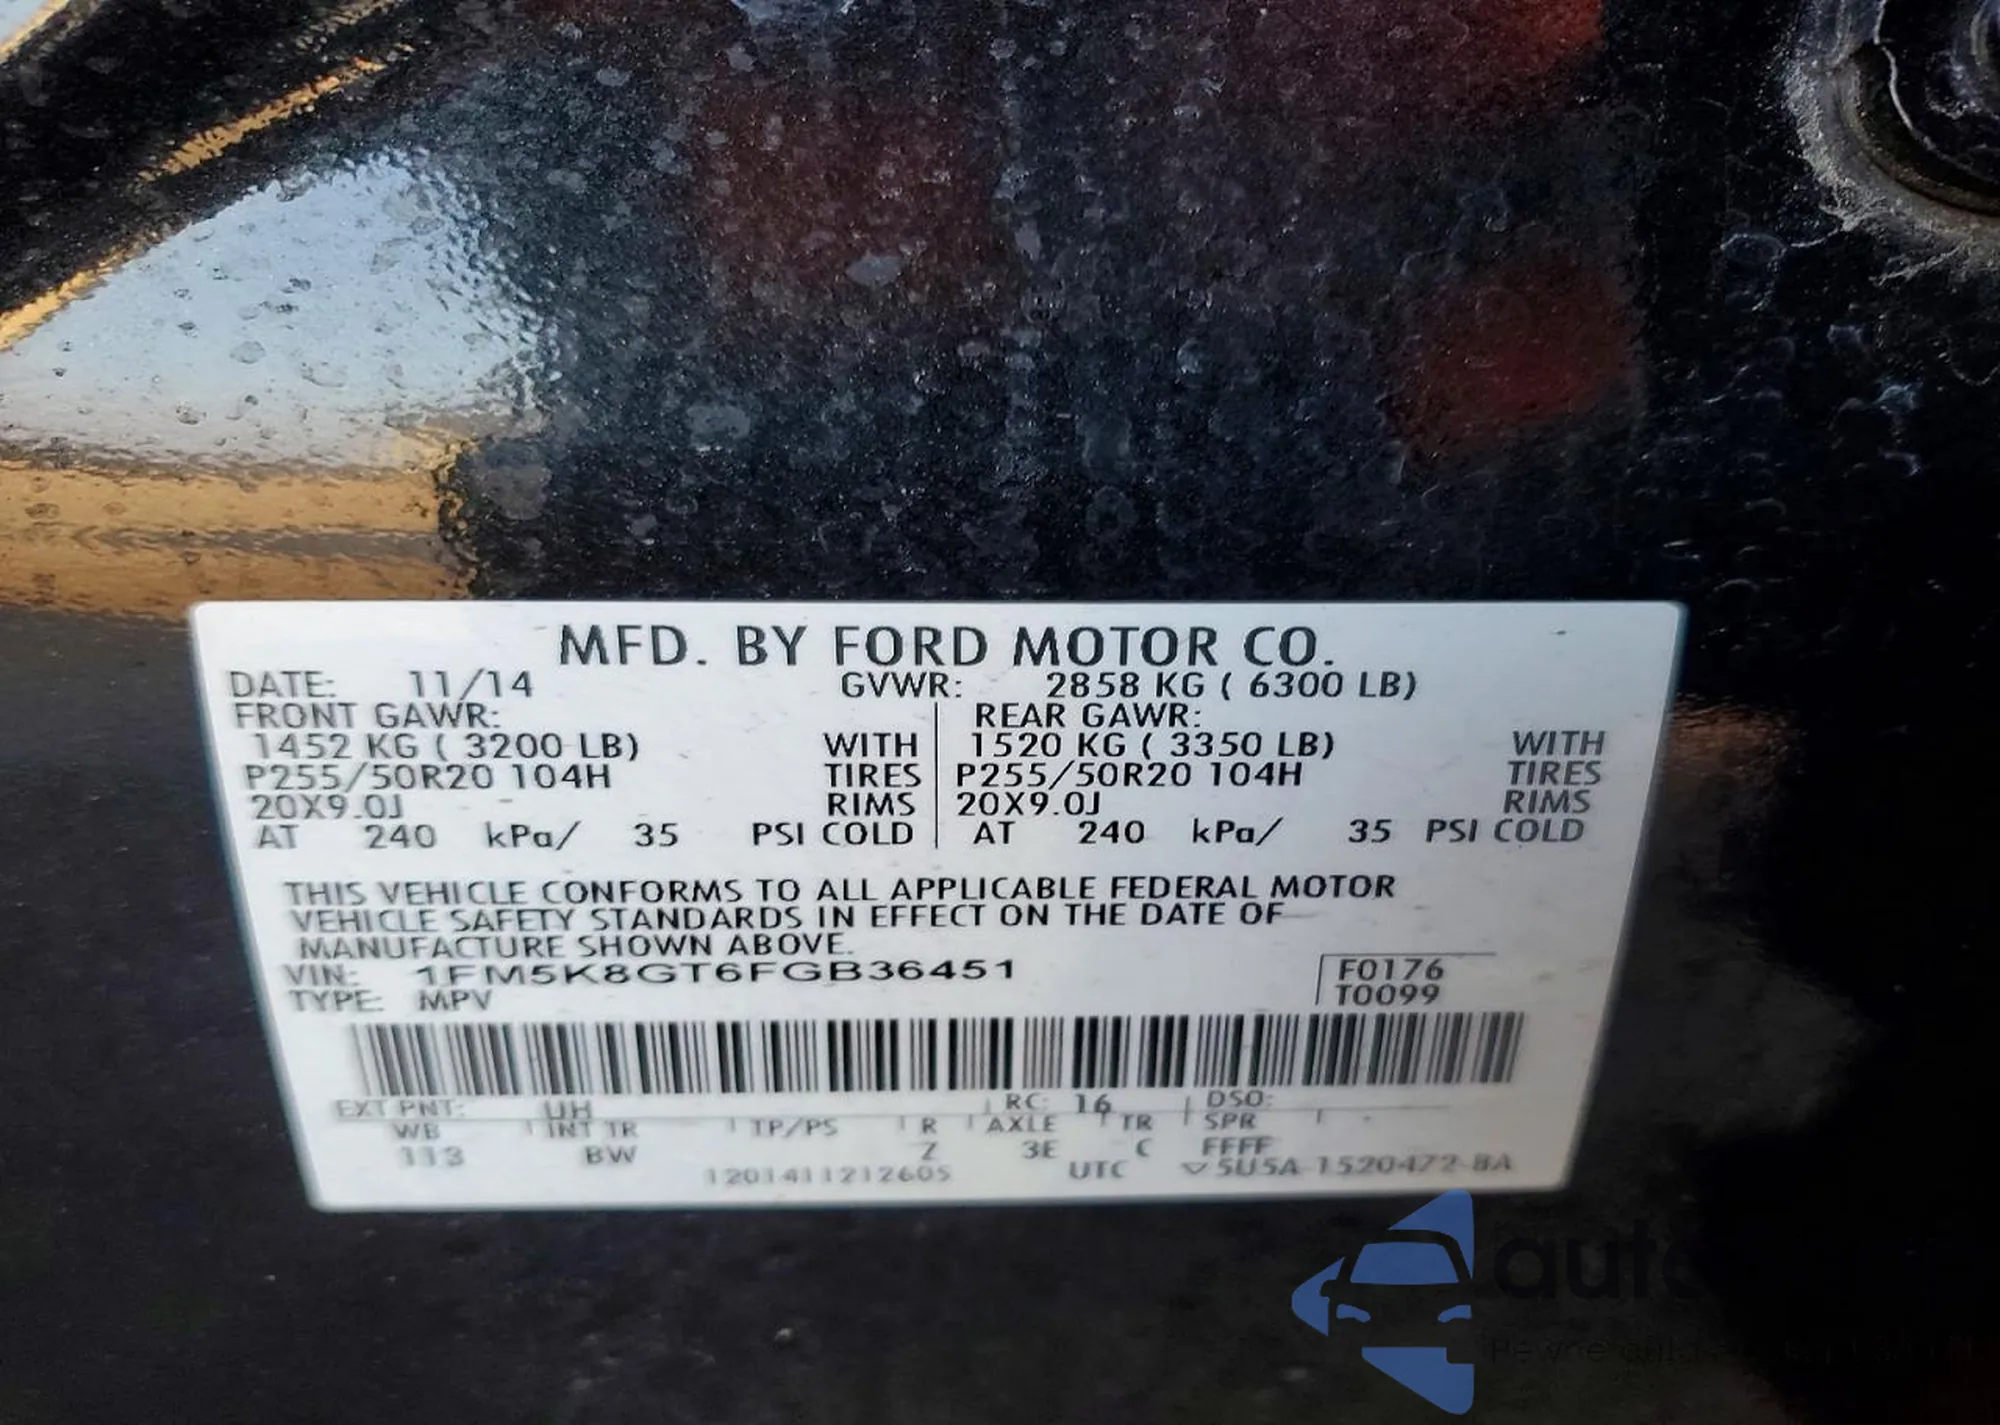 MFD. BY FORD MOTOR CO.
DATE: 11/14 GVWR: 2858 KG ( 6300 LB)
FRONT GAWR: REAR GAWR:
1452 KG ( 3200 LB) WITH 1520 KG ( 3350 LB) WITH
P255/50R20 104H TIRES P255/50R20 104H TIRES
20X9.0J RIMS 20X9.0J RIMS
AT 240 kPa/ 35 PSI COLD AT 240 kPa/ 35 PSI COLD
THIS VEHICLE CONFORMS TO ALL APPLICABLE FEDERAL MOTOR
VEHICLE SAFETY STANDARDS IN EFFECT ON THE DATE OF
MANUFACTURE SHOWN ABOVE.
VIN: 1FM5K8GT6FGB36451 F0176
TYPE: MPV T0099
EXT PNT: UH RC: 16 DSO:
WB INT TR TP/PS R AXLE TR SPR
113 BW Z 3E C FFFF
1201411212605 UTC 5U5A-1520472-BA
auto